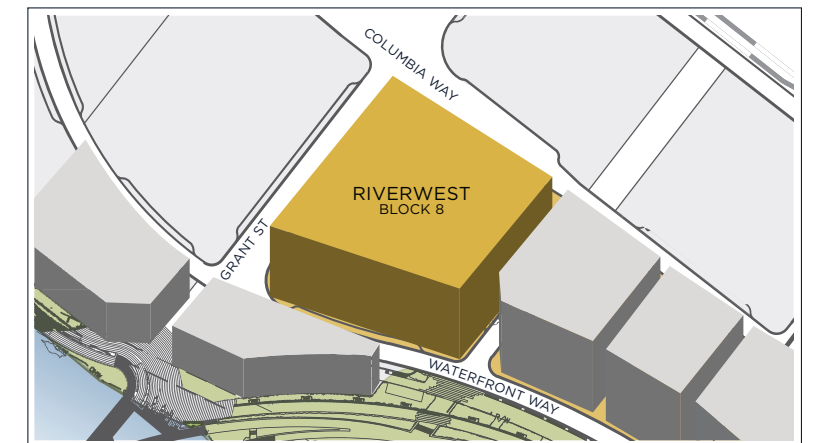 COLUMBIA WAY
RIVERWEST
BLOCK 8
GRANT ST
WATERFRONT WAY